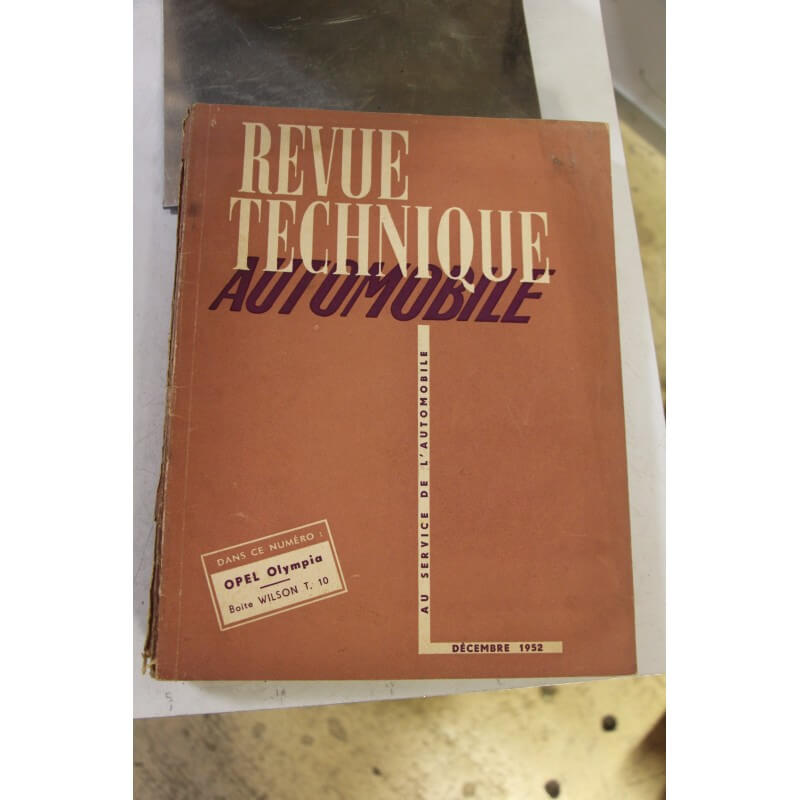 REVUE
TECHNIQUE
AUTOMOBILE
AU SERVICE DE L'AUTOMOBILE
DANS CE NUMÉRO :
OPEL Olympia
Boite WILSON T. 10
DÉCEMBRE 1952